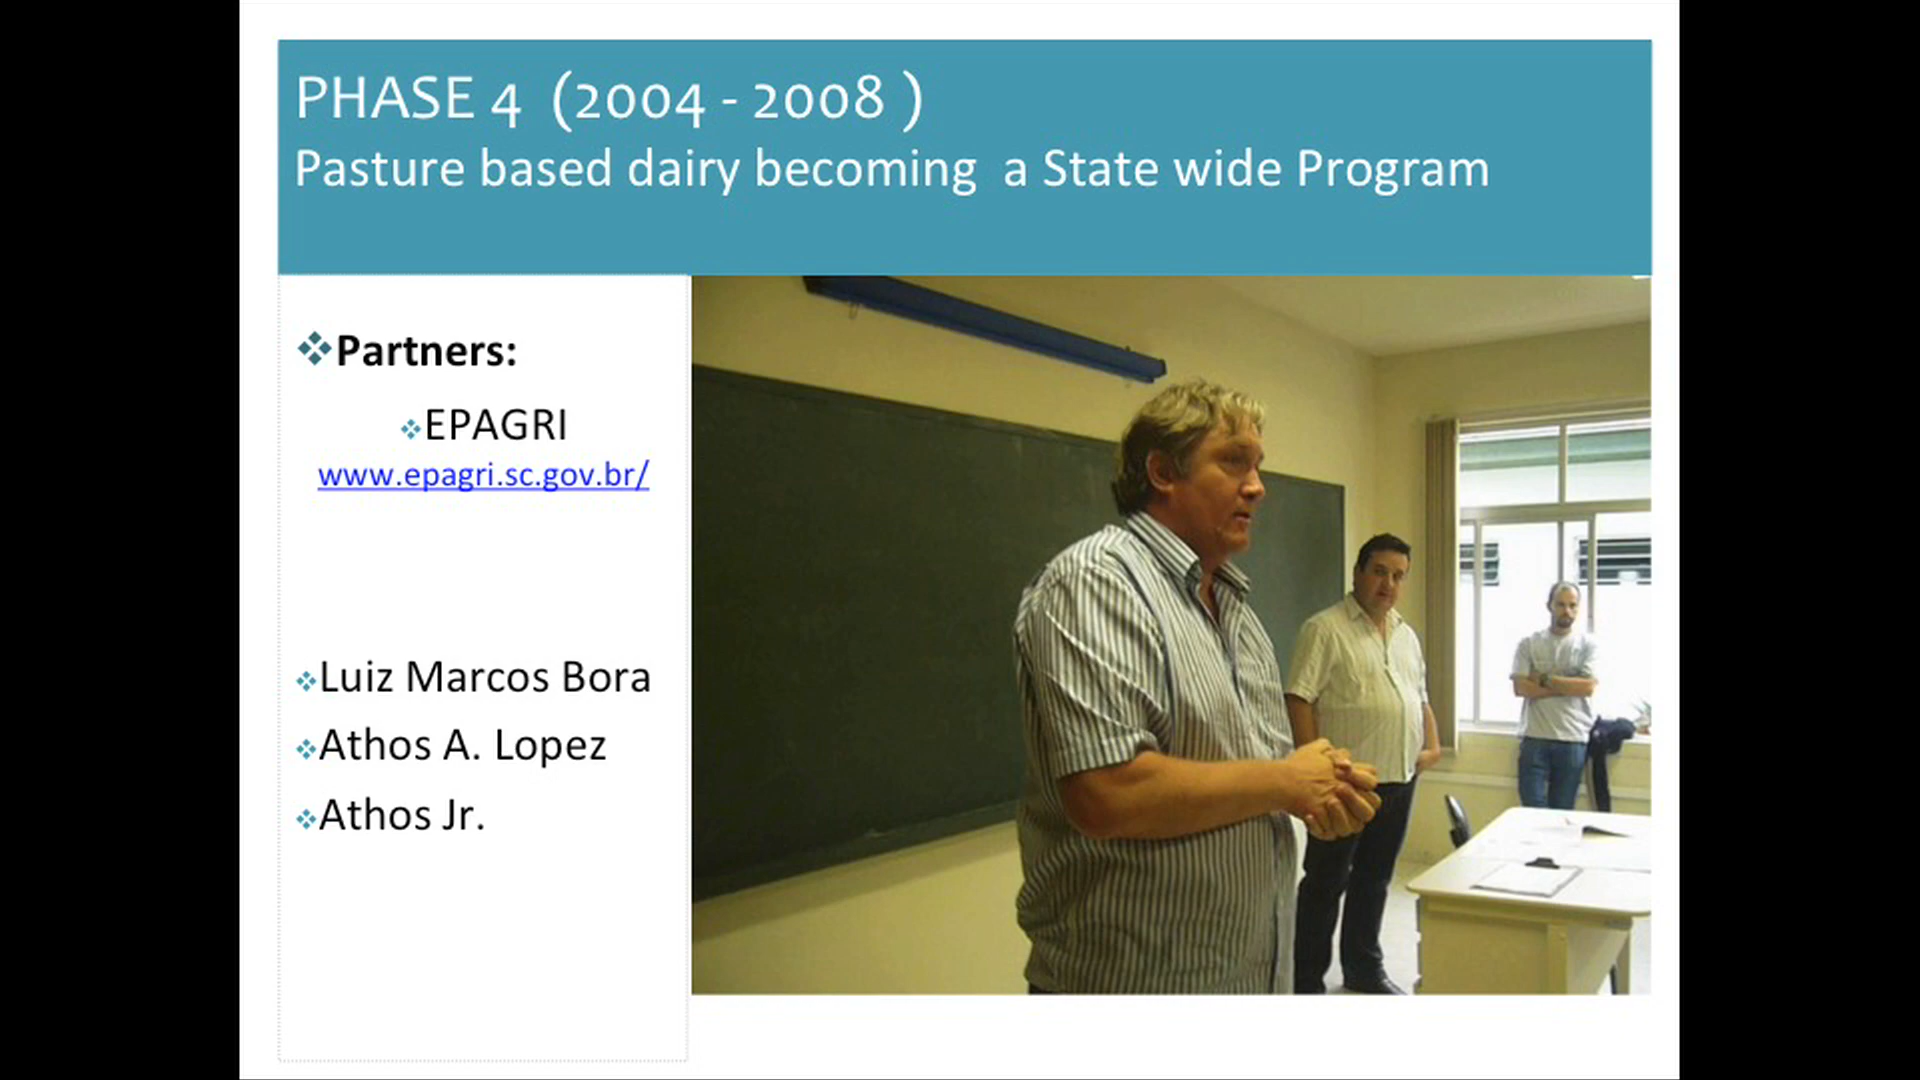 PHASE 4 (2004 - 2008 )
Pasture based dairy becoming a State wide Program
Partners:
EPAGRI
www.epagri.sc.gov.br/
Luiz Marcos Bora
Athos A. Lopez
Athos Jr.